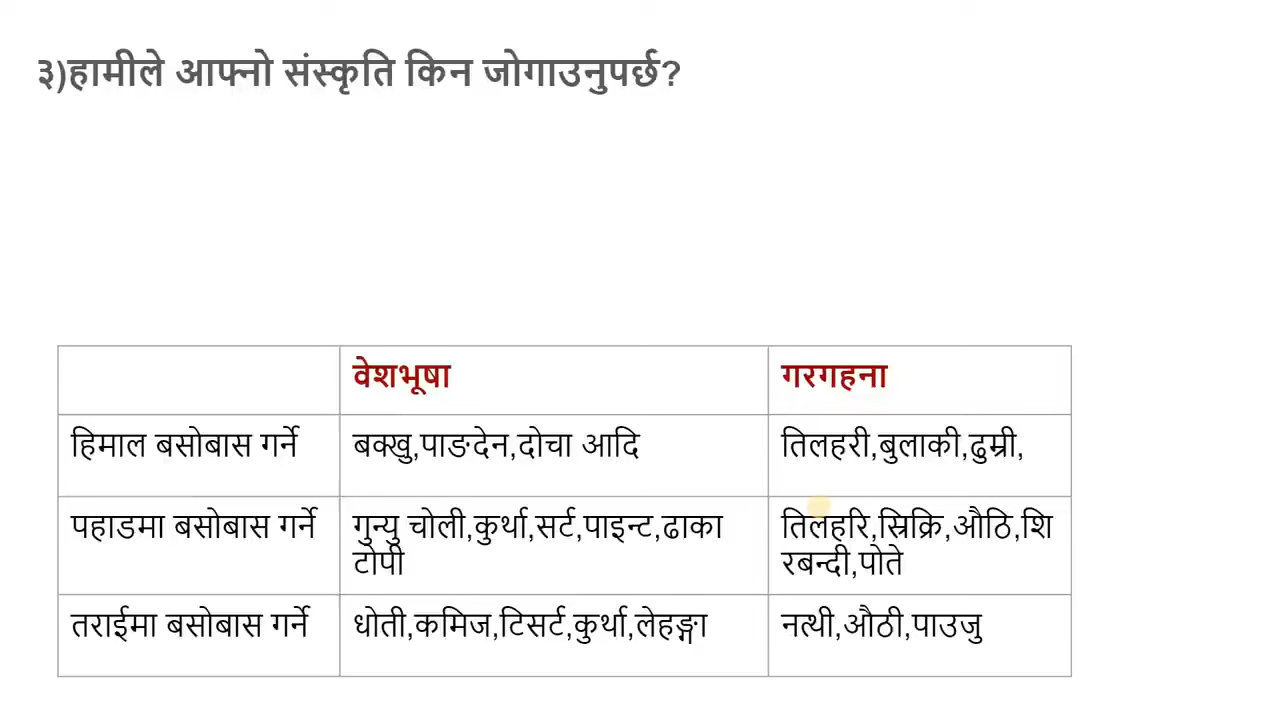 ३)हामीले आफ्नो संस्कृति किन जोगाउनुपर्छ?
वेशभूषा गरगहना
हिमाल बसोबास गर्ने बक्खु,पाङदेन,दोचा आदि तिलहरी,बुलाकी,ढुम्री,
पहाडमा बसोबास गर्ने गुन्यु चोली,कुर्था,सर्ट,पाइन्ट,ढाका तिलहरि,स्रिक्रि,औठि,शि
टोपी रबन्दी,पोते
तराईमा बसोबास गर्ने धोती,कमिज,टिसर्ट,कुर्था,लेहङ्गा नत्थी,औठी,पाउजु